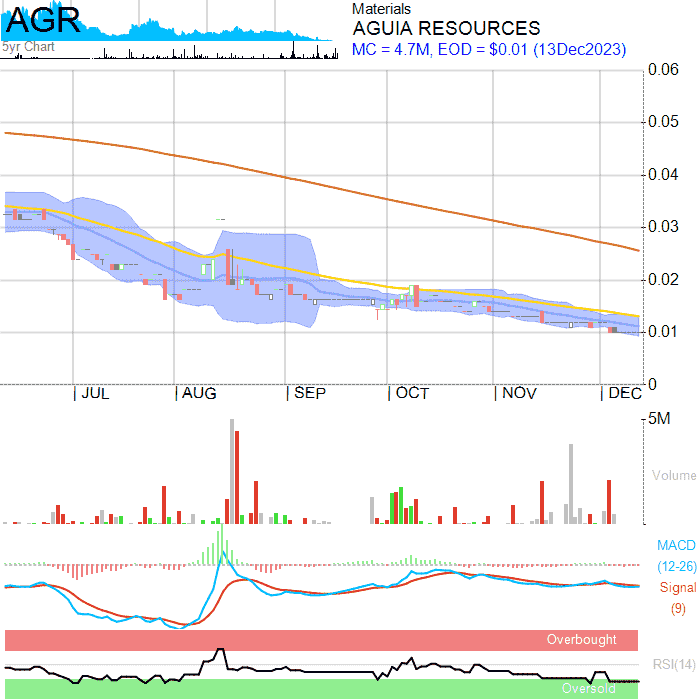 AGR
5yr Chart
Materials
AGUIA RESOURCES
MC = 4.7M, EOD = $0.01 (13Dec2023)
0.06
0.05
0.04
0.03
0.02
0.01
0
JUL AUG SEP OCT NOV DEC
5M
Volume
MACD
(12-26)
Signal
(9)
Overbought
RSI(14)
Oversold